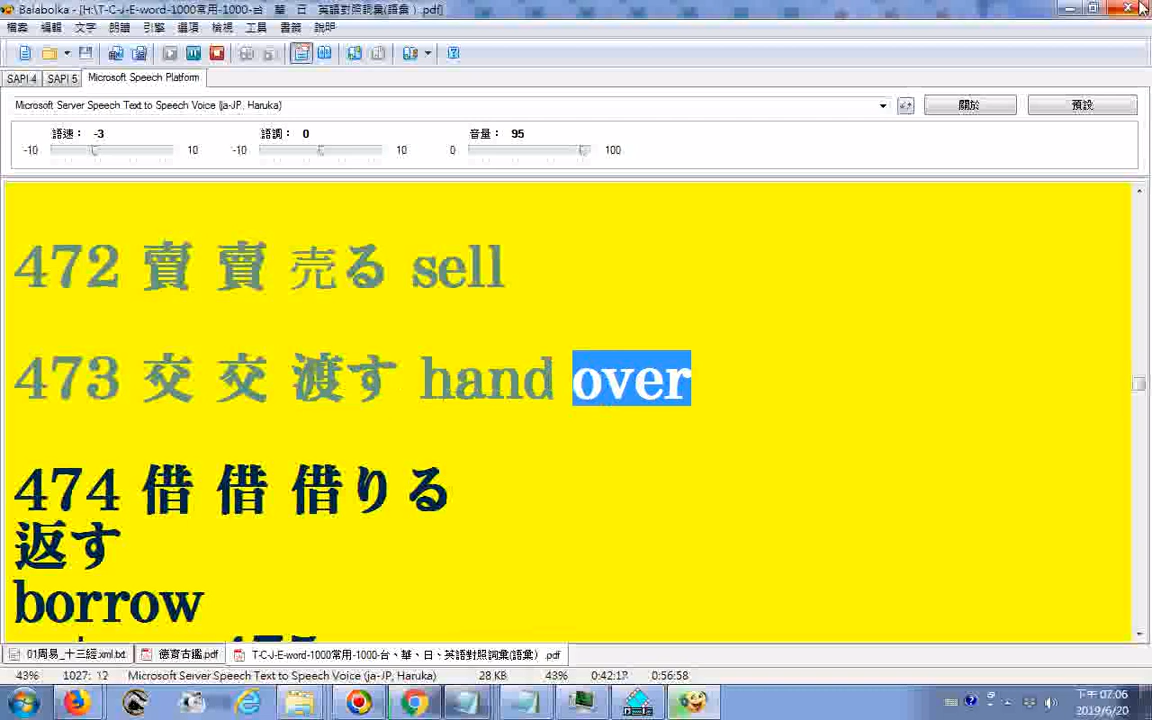 Balabolka - [H:\T-C-J-E-word-1000常用-1000-台、華、日、英語對照詞彙(語彙）.pdf]
檔案 編輯 文字 朗讀 引擎 選項 檢視 工具 書籤 說明
SAPI 4 SAPI 5 Microsoft Speech Platform
Microsoft Server Speech Text to Speech Voice (ja-JP, Haruka) 關於 預設
語速： -3 語調： 0 音量： 95
-10 10 -10 10 0 100
472 賣 賣 売る sell
473 交 交 渡す hand over
474 借 借 借りる
返す
borrow
01周易_十三經.xml.txt 德育古鑑.pdf T-C-J-E-word-1000常用-1000-台、華、日、英語對照詞彙(語彙）.pdf
43% 1027: 12 Microsoft Server Speech Text to Speech Voice (ja-JP, Haruka) 28 KB 43% 0:42:17 0:56:58
下午 07:06
2019/6/20